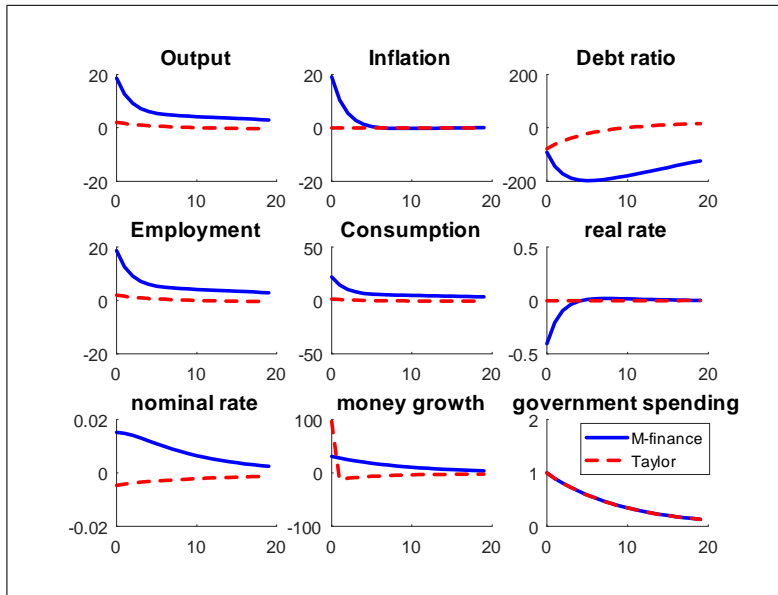 Output Inflation Debt ratio
20 20 200
0 0 0
-20 -20 -200
0 10 20 0 10 20 0 10 20
Employment Consumption real rate
20 50 0.5
0 0 0
-20 -50 -0.5
0 10 20 0 10 20 0 10 20
nominal rate money growth government spending
0.02 100 2
M-finance
Taylor
0 0 1
-0.02 -100 0
0 10 20 0 10 20 0 10 20